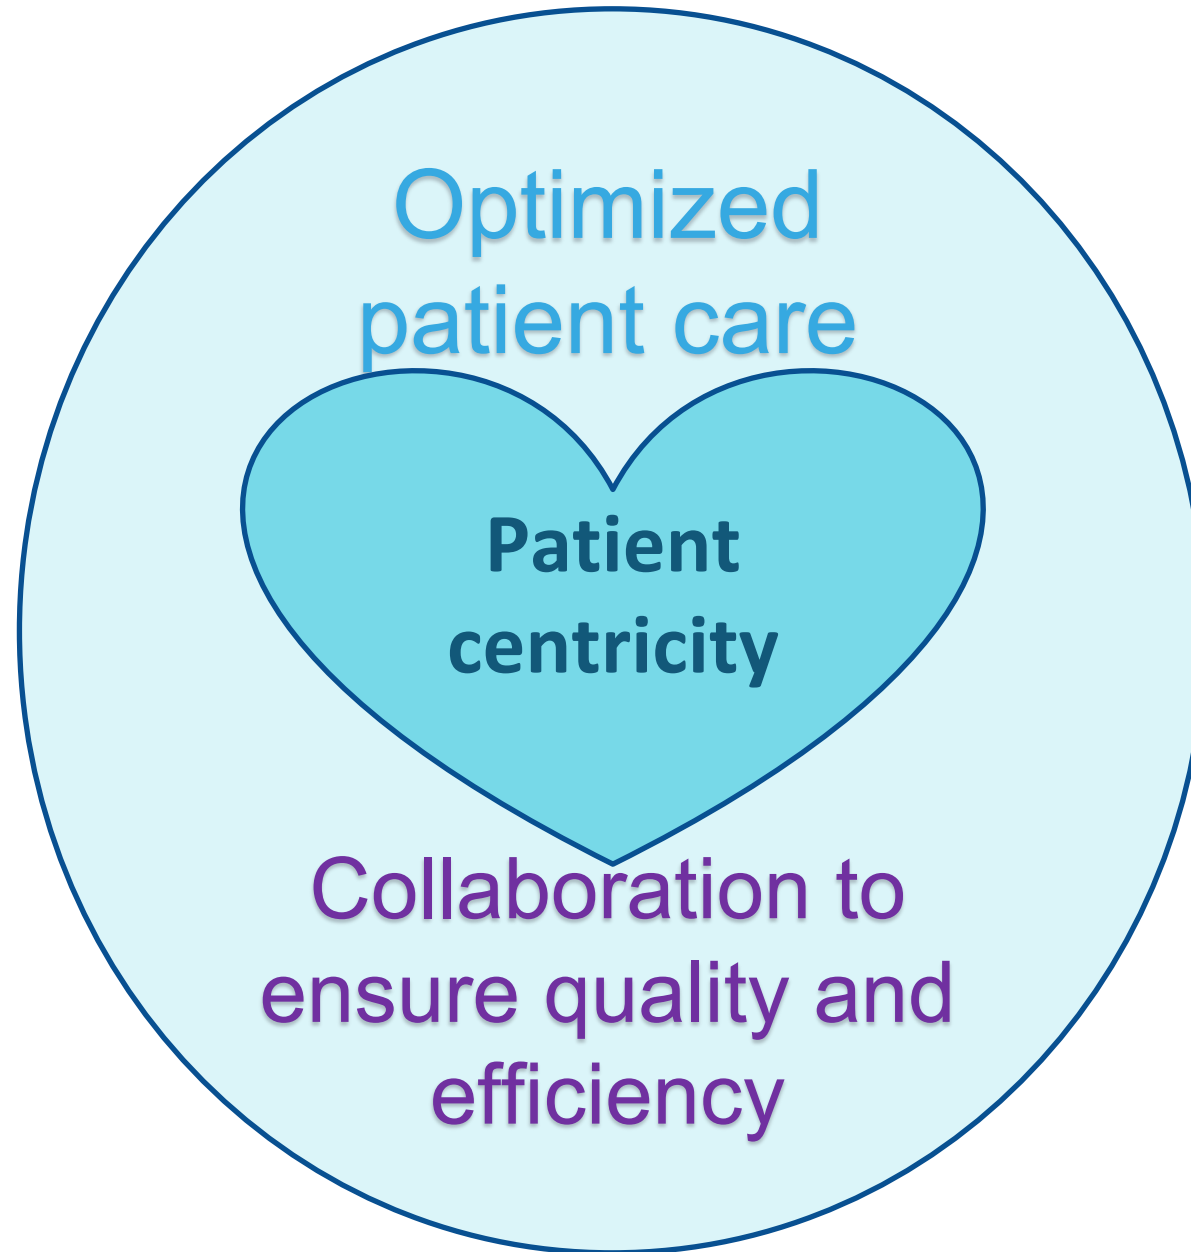 Optimized
patient care
Patient
centricity
Collaboration to
ensure quality and
efficiency